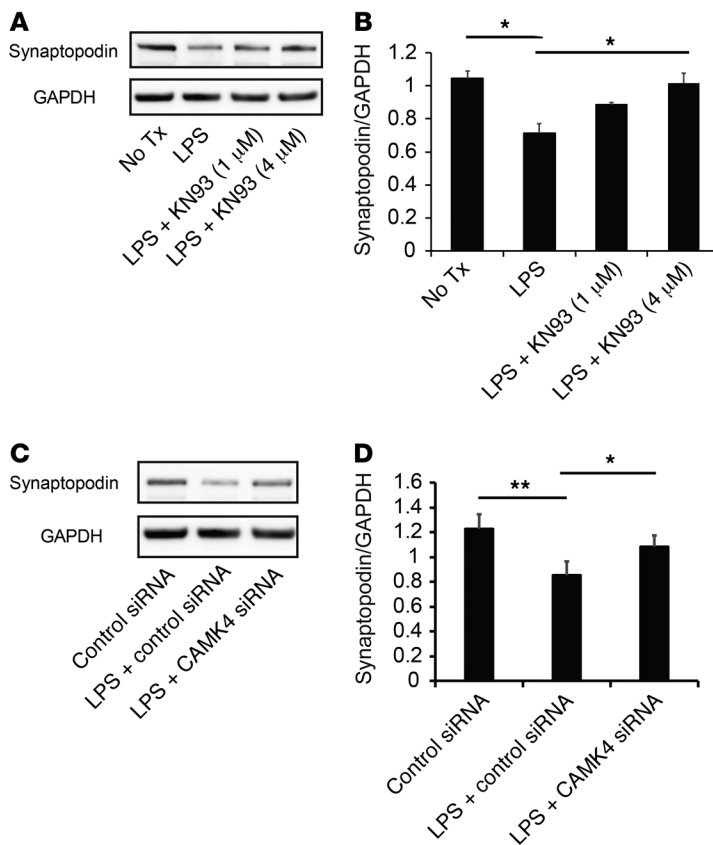 A
Synaptopodin
GAPDH
No Tx
LPS
LPS + KN93 (1 μM)
LPS + KN93 (4 μM)
B
*
*
Synaptopodin/GAPDH
1.2
1
0.8
0.6
0.4
0.2
0
No Tx
LPS
LPS + KN93 (1 μM)
LPS + KN93 (4 μM)
C
Synaptopodin
GAPDH
Control siRNA
LPS + control siRNA
LPS + CAMK4 siRNA
D
**
*
Synaptopodin/GAPDH
1.6
1.4
1.2
1
0.8
0.6
0.4
0.2
0
Control siRNA
LPS + control siRNA
LPS + CAMK4 siRNA